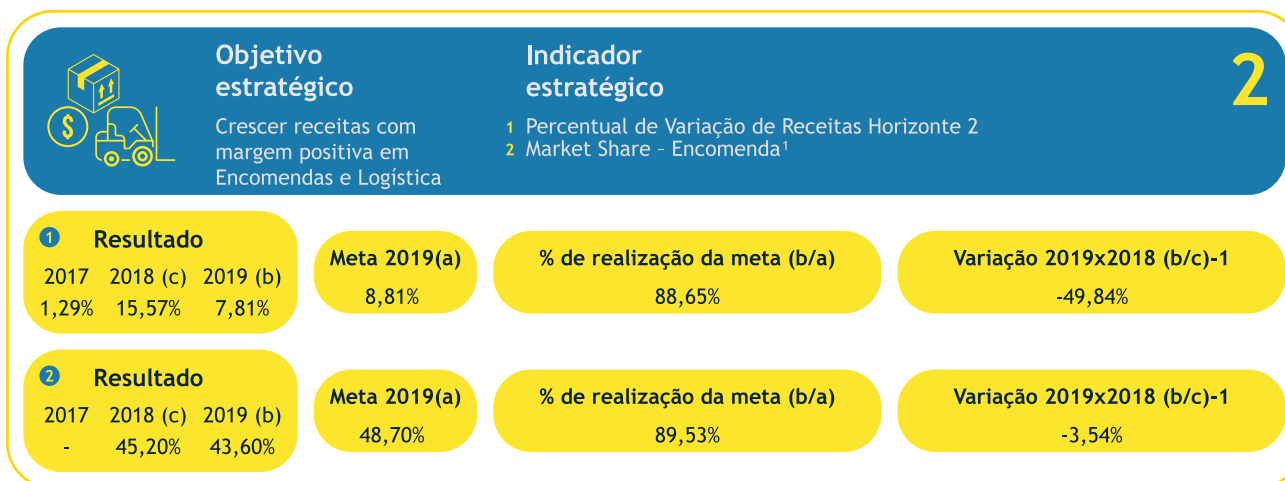 Objetivo
estratégico
Crescer receitas com
margem positiva em
Encomendas e Logística
Indicador
estratégico
1 Percentual de Variação de Receitas Horizonte 2
2 Market Share – Encomenda¹
2
$
1 Resultado
2017 2018 (c) 2019 (b)
1,29% 15,57% 7,81%
Meta 2019(a)
8,81%
% de realização da meta (b/a)
88,65%
Variação 2019x2018 (b/c)-1
-49,84%
2 Resultado
2017 2018 (c) 2019 (b)
- 45,20% 43,60%
Meta 2019(a)
48,70%
% de realização da meta (b/a)
89,53%
Variação 2019x2018 (b/c)-1
-3,54%